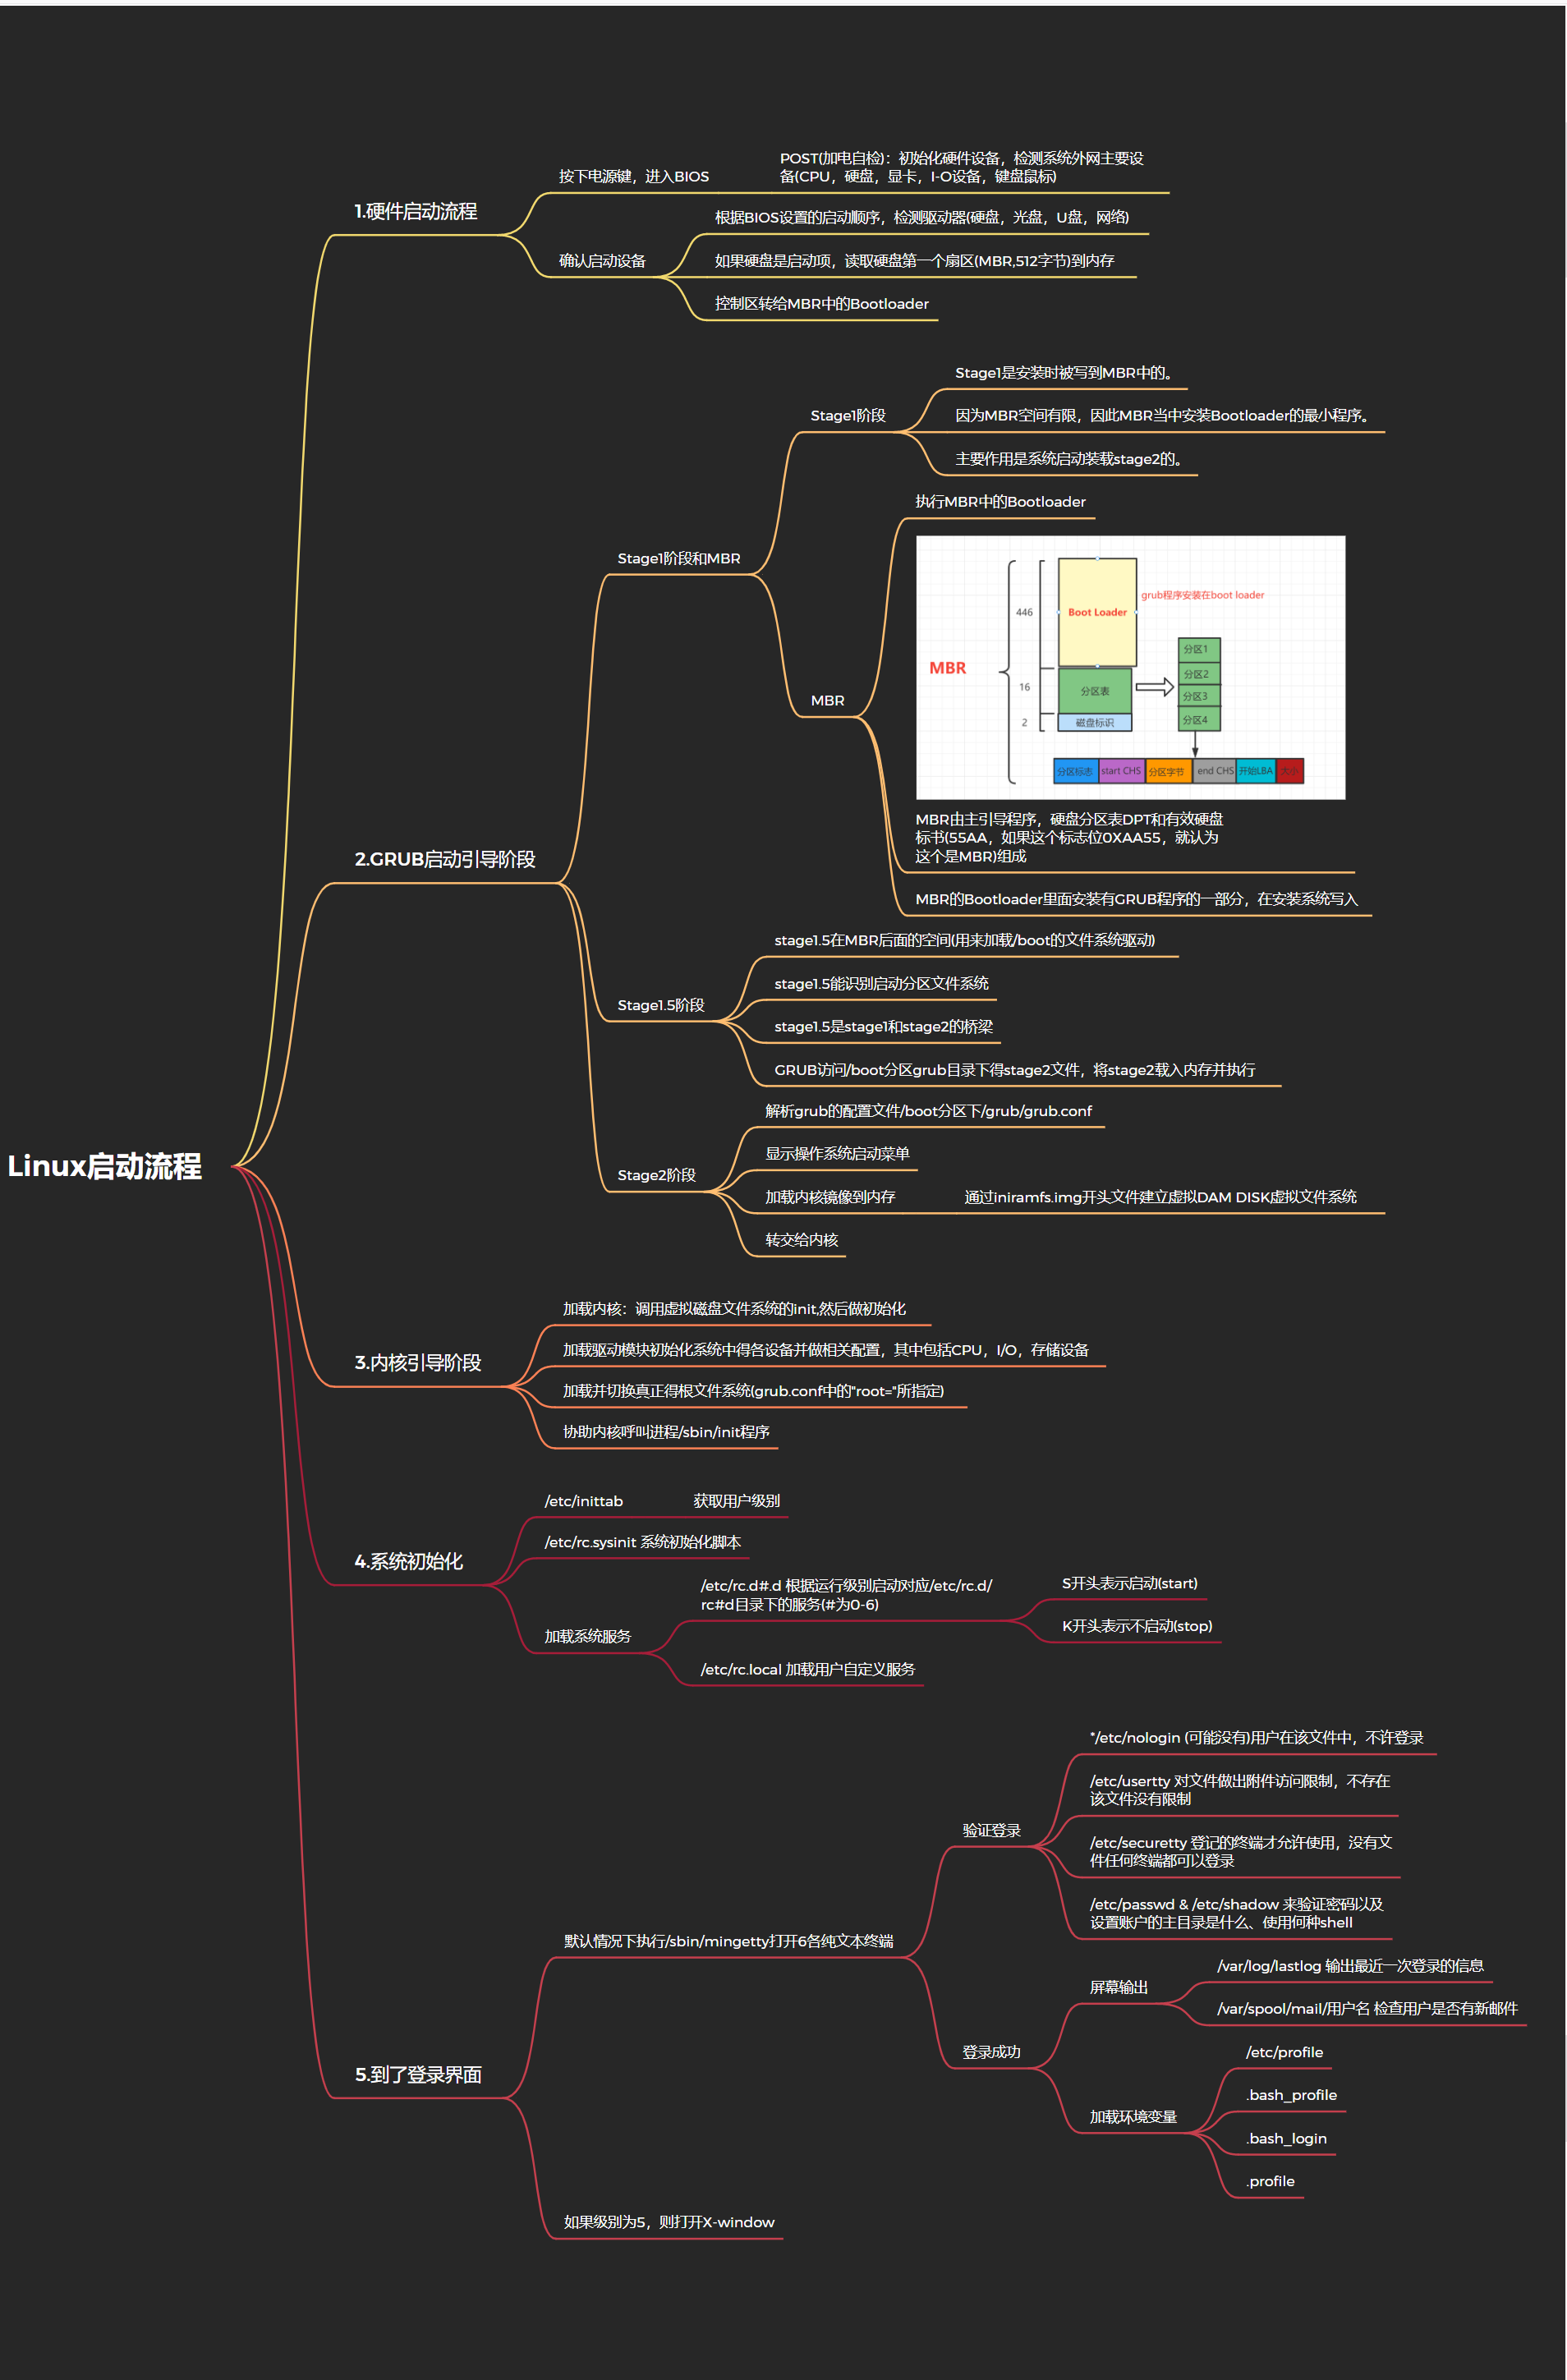 Linux启动流程
1.硬件启动流程
按下电源键，进入BIOS
POST(加电自检)：初始化硬件设备，检测系统外网主要设
备(CPU，硬盘，显卡，I-O设备，键盘鼠标)
确认启动设备
根据BIOS设置的启动顺序，检测驱动器(硬盘，光盘，U盘，网络)
如果硬盘是启动项，读取硬盘第一个扇区(MBR,512字节)到内存
控制区转给MBR中的Bootloader
2.GRUB启动引导阶段
Stage1阶段和MBR
Stage1阶段
Stage1是安装时被写到MBR中的。
因为MBR空间有限，因此MBR当中安装Bootloader的最小程序。
主要作用是系统启动装载stage2的。
MBR
执行MBR中的Bootloader
MBR
446
16
2
Boot Loader
grub程序安装在boot loader
分区表
磁盘标识
分区1
分区2
分区3
分区4
分区标志
start CHS
分区字节
end CHS
开始LBA
大小
MBR由主引导程序，硬盘分区表DPT和有效硬盘
标书(55AA，如果这个标志位0XAA55，就认为
这个是MBR)组成
MBR的Bootloader里面安装有GRUB程序的一部分，在安装系统写入
Stage1.5阶段
stage1.5在MBR后面的空间(用来加载/boot的文件系统驱动)
stage1.5能识别启动分区文件系统
stage1.5是stage1和stage2的桥梁
GRUB访问/boot分区grub目录下得stage2文件，将stage2载入内存并执行
Stage2阶段
解析grub的配置文件/boot分区下/grub/grub.conf
显示操作系统启动菜单
加载内核镜像到内存
通过iniramfs.img开头文件建立虚拟DAM DISK虚拟文件系统
转交给内核
3.内核引导阶段
加载内核：调用虚拟磁盘文件系统的init,然后做初始化
加载驱动模块初始化系统中得各设备并做相关配置，其中包括CPU，I/O，存储设备
加载并切换真正得根文件系统(grub.conf中的"root="所指定)
协助内核呼叫进程/sbin/init程序
4.系统初始化
/etc/inittab
获取用户级别
/etc/rc.sysinit 系统初始化脚本
加载系统服务
/etc/rc.d#.d 根据运行级别启动对应/etc/rc.d/
rc#d目录下的服务(#为0-6)
S开头表示启动(start)
K开头表示不启动(stop)
/etc/rc.local 加载用户自定义服务
5.到了登录界面
默认情况下执行/sbin/mingetty打开6各纯文本终端
验证登录
*/etc/nologin (可能没有)用户在该文件中，不许登录
/etc/usertty 对文件做出附件访问限制，不存在
该文件没有限制
/etc/securetty 登记的终端才允许使用，没有文
件任何终端都可以登录
/etc/passwd & /etc/shadow 来验证密码以及
设置账户的主目录是什么、使用何种shell
登录成功
屏幕输出
/var/log/lastlog 输出最近一次登录的信息
/var/spool/mail/用户名 检查用户是否有新邮件
加载环境变量
/etc/profile
.bash_profile
.bash_login
.profile
如果级别为5，则打开X-window